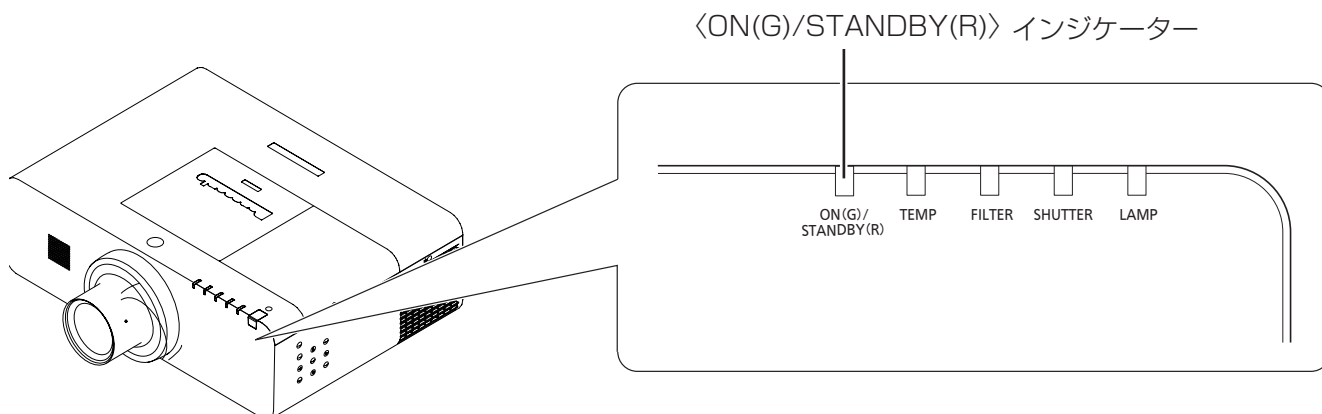 〈ON(G)/STANDBY(R)〉インジケーター
ON(G)/
STANDBY(R)
TEMP
FILTER
SHUTTER
LAMP